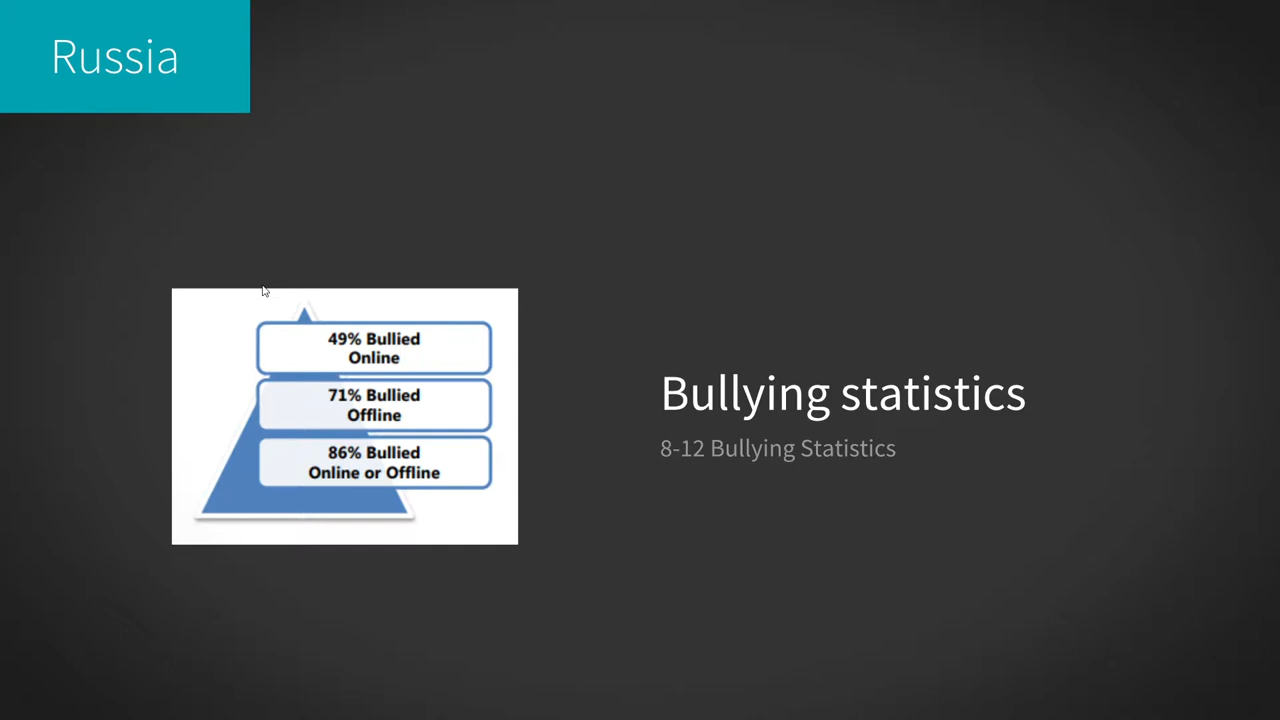 Russia
49% Bullied
Online
71% Bullied
Offline
86% Bullied
Online or Offline
Bullying statistics
8-12 Bullying Statistics